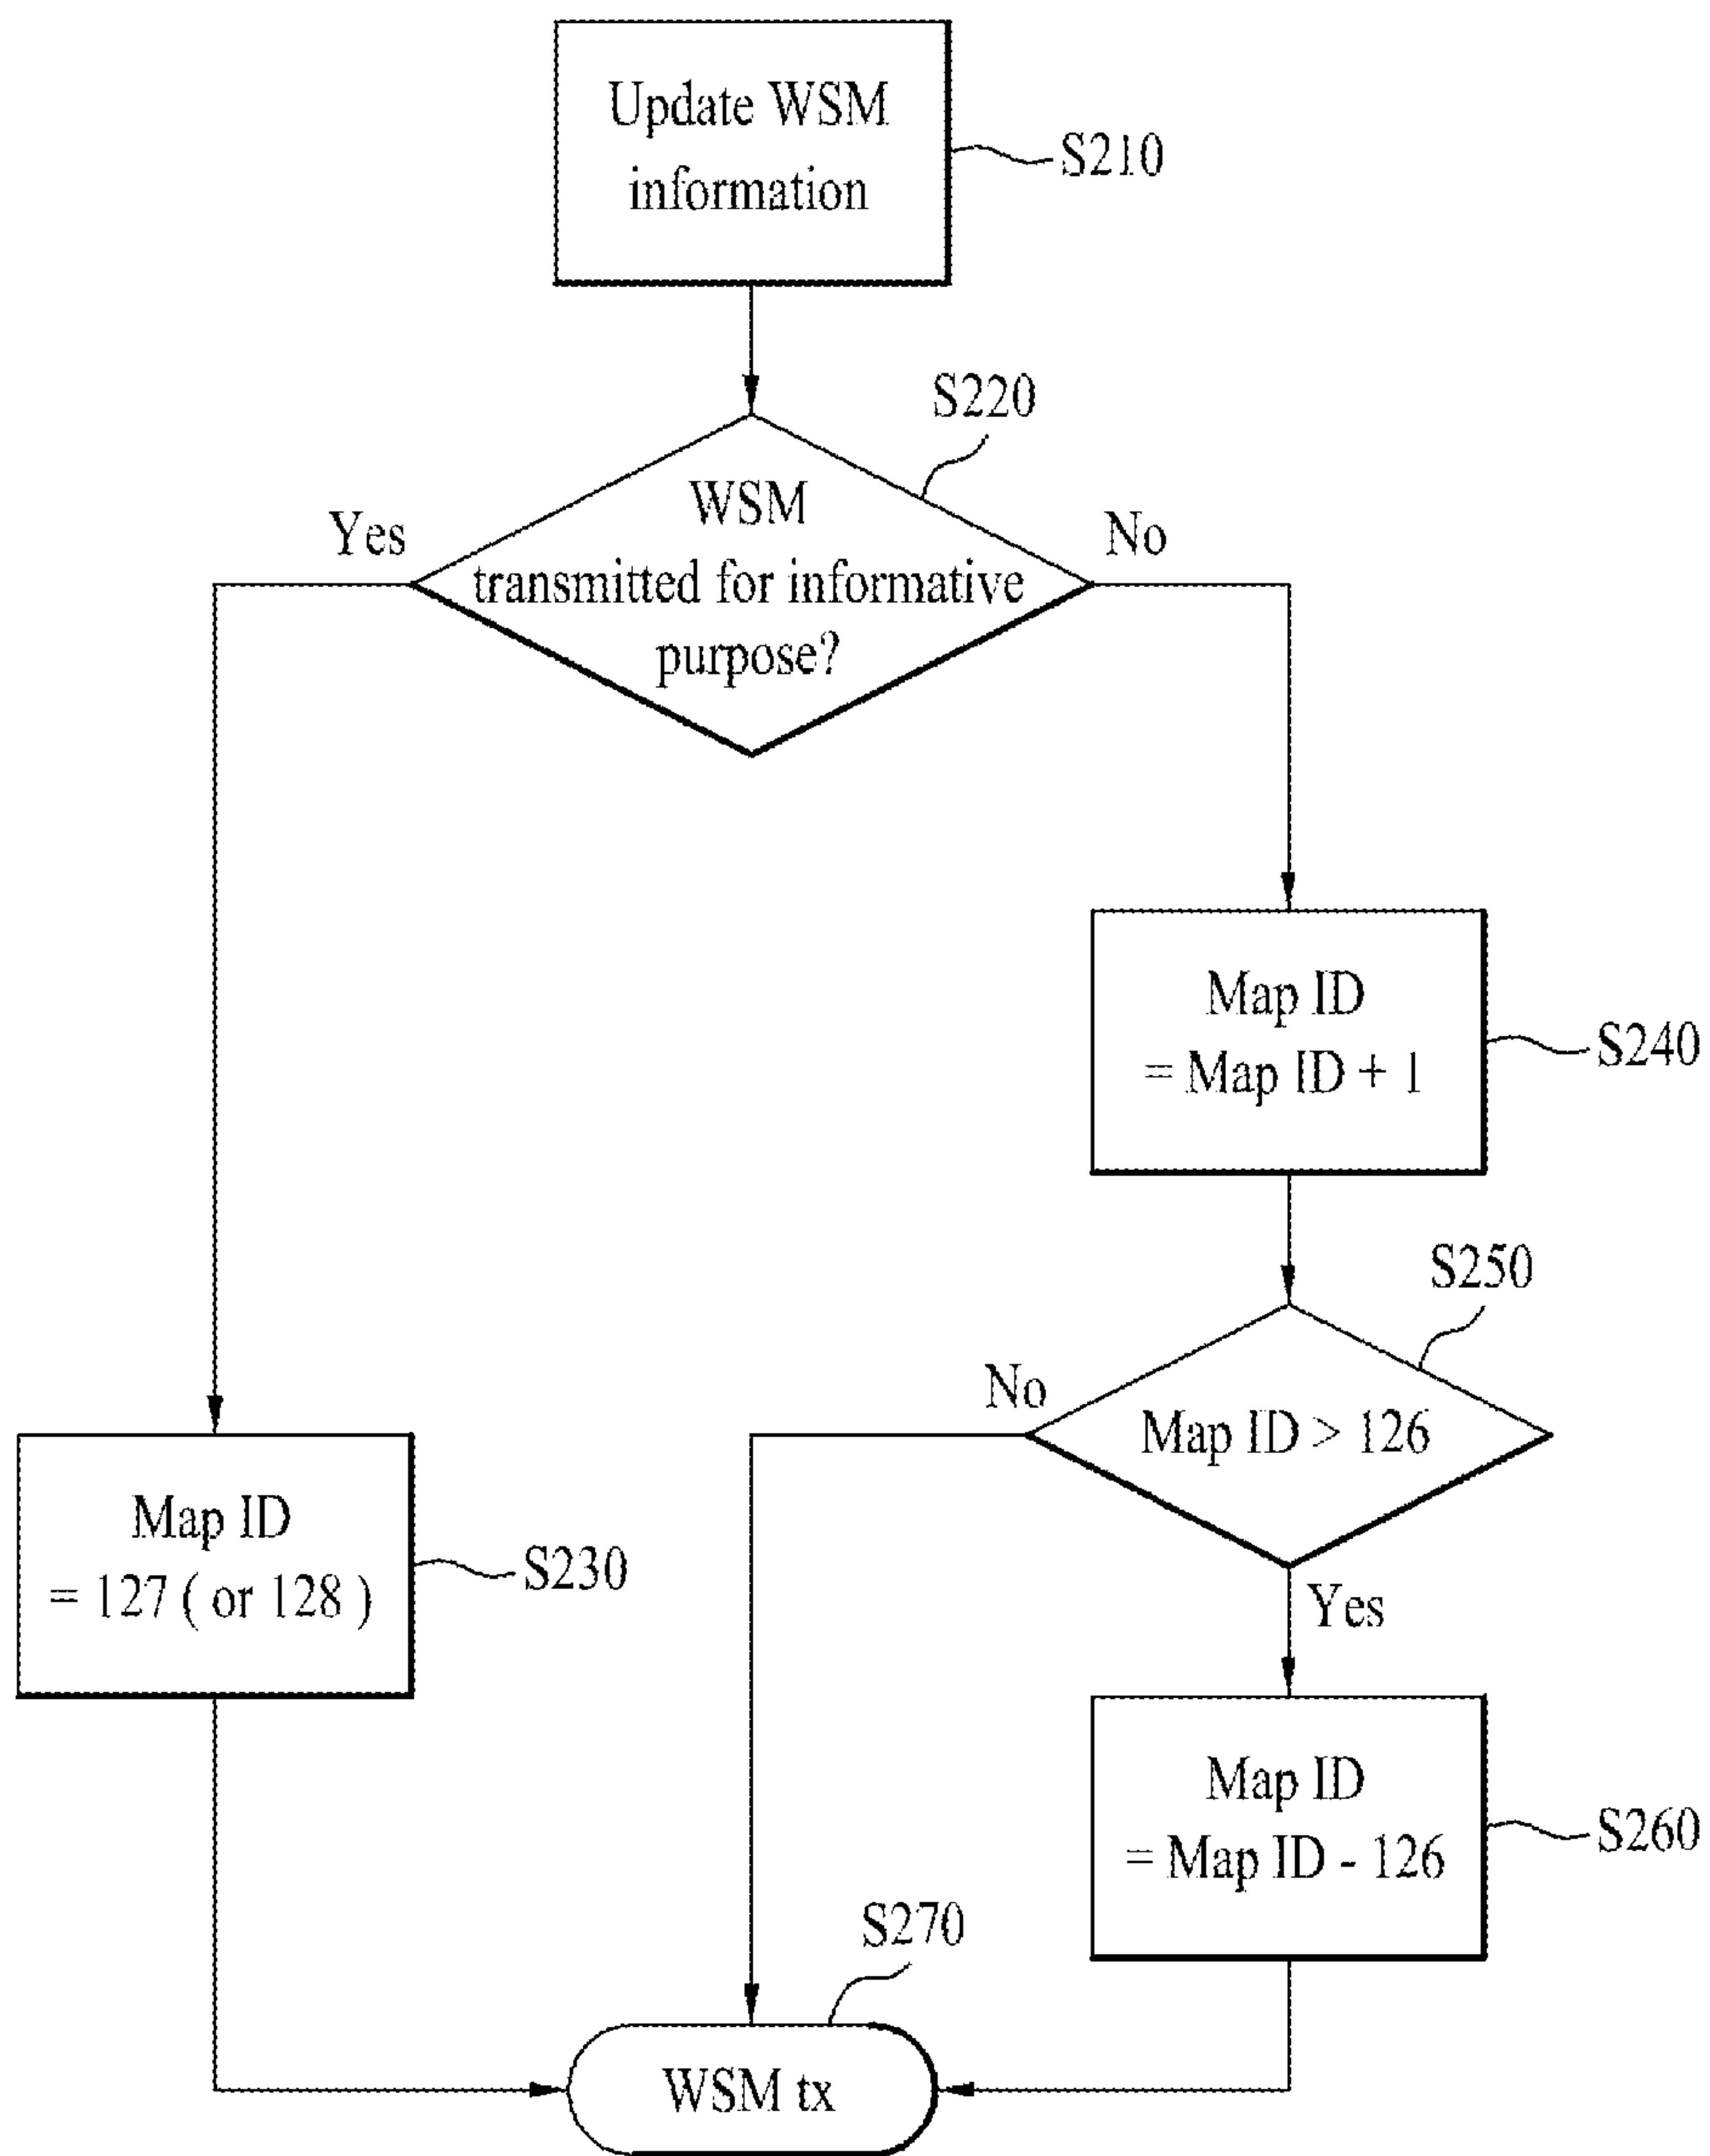 Update WSM
information
S210
S220
WSM
transmitted for informative
purpose?
Yes
No
Map ID
= Map ID + 1
S240
S250
Map ID > 126
No
Yes
Map ID
= 127 ( or 128 )
S230
Map ID
= Map ID - 126
S260
S270
WSM tx